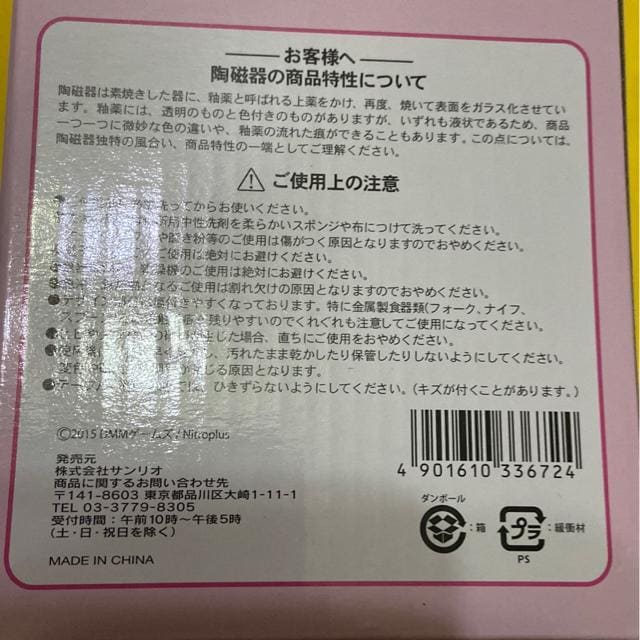 お客様へ
陶磁器の商品特性について
陶磁器は素焼きした器に、釉薬と呼ばれる上薬をかけ、再度、焼いて表面をガラス化させています。
釉薬には、透明のものと色付きのものがありますが、いずれも液状であるため、商品
一つ一つに微妙な色の違いや、釉薬の流れた痕ができることもあります。この点については、
陶磁器独特の風合い、商品特性の一端としてご理解ください。
ご使用上の注意
洗ってからお使いください。
中性洗剤を柔らかいスポンジや布につけて洗ってください。
磨き粉等のご使用は傷がつく原因となりますのでおやめください。
ご使用は絶対にお避けください。
乾燥機のご使用は絶対にお避けください。
なるご使用は割れ欠けの原因となりますのでおやめください。
傷付きやすくなっております。特に金属製食器類(フォーク、ナイフ、
残りやすいのでくれぐれも注意してご使用になってください。
生じた場合、直ちにご使用をおやめください。
汚れたまま乾かしたり保管したりしないようにしてください。
じる原因となります。
は、ひきずらないようにしてください。(キズが付くことがあります。)
©2015 DMMゲームズ / Nitroplus
発売元
株式会社サンリオ
商品に関するお問い合わせ先
〒141-8603 東京都品川区大崎1-11-1
TEL 03-3779-8305
受付時間：午前10時～午後5時
(土・日・祝日を除く)
MADE IN CHINA
4 901610 336724
ダンボール
：箱
プラ
：緩衝材
PS